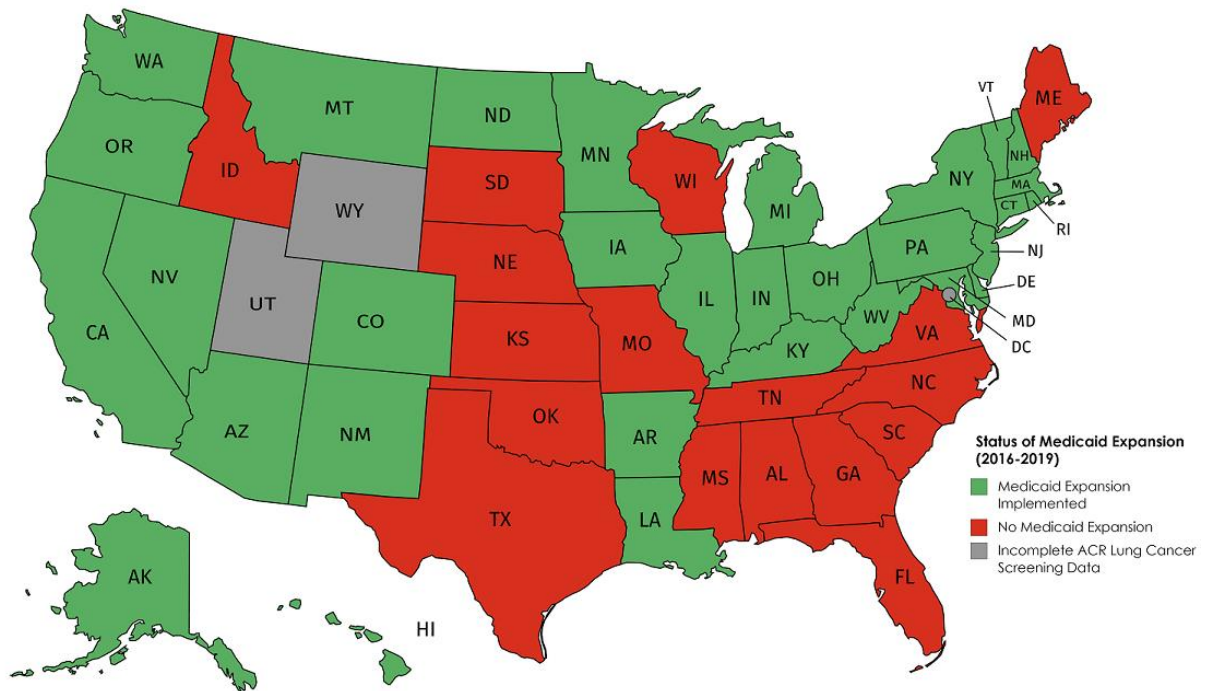 WA
MT
ND
MN
OR
ID
SD
WI
WY
MI
VT
ME
NH
NY
MA
CT
RI
IA
NE
PA
NJ
NV
UT
CO
IL
IN
OH
DE
CA
KS
MO
WV
VA
MD
DC
KY
AZ
NM
OK
TN
NC
AR
SC
MS
AL
GA
TX
LA
FL
AK
HI
Status of Medicaid Expansion
(2016-2019)
Medicaid Expansion
Implemented
No Medicaid Expansion
Incomplete ACR Lung Cancer
Screening Data